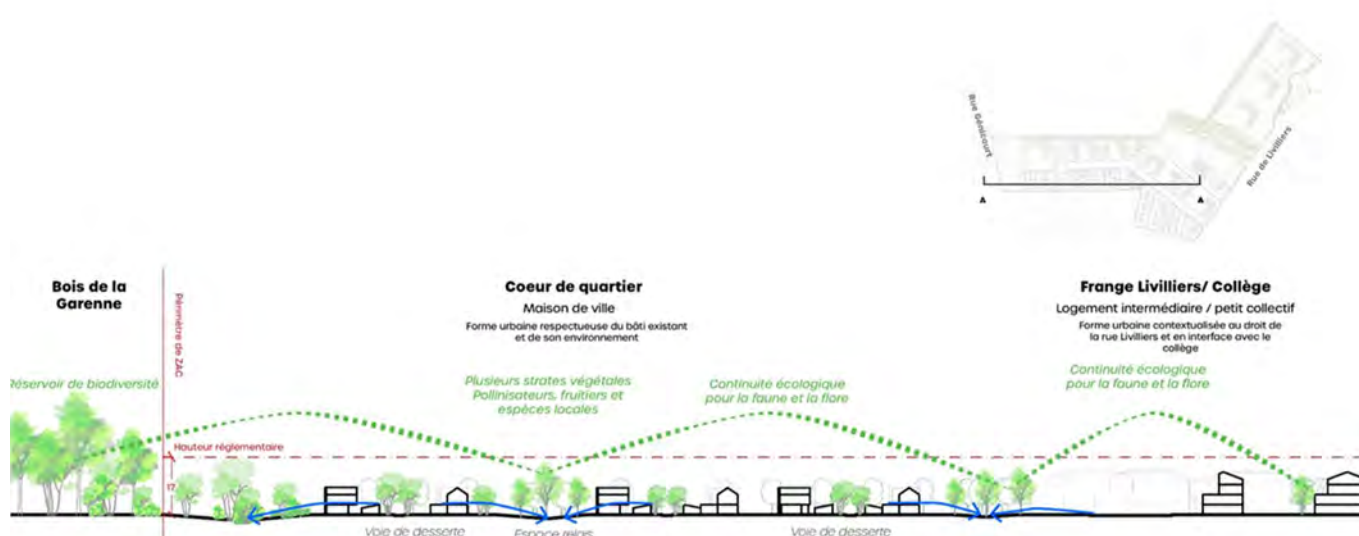 Rue Génicourt
Rue de Livilliers
A
A
Bois de la
Garenne
Périmètre de ZAC
Coeur de quartier
Maison de ville
Forme urbaine respectueuse du bâti existant
et de son environnement
Frange Livilliers/ Collège
Logement intermédiaire / petit collectif
Forme urbaine contextualisée au droit de
la rue Livilliers et en interface avec le
collège
Réservoir de biodiversité
Plusieurs strates végétales
Pollinisateurs, fruitiers et
espèces locales
Continuité écologique
pour la faune et la flore
Continuité écologique
pour la faune et la flore
Hauteur réglementaire
17
Voie de desserte
Espace relais
Voie de desserte